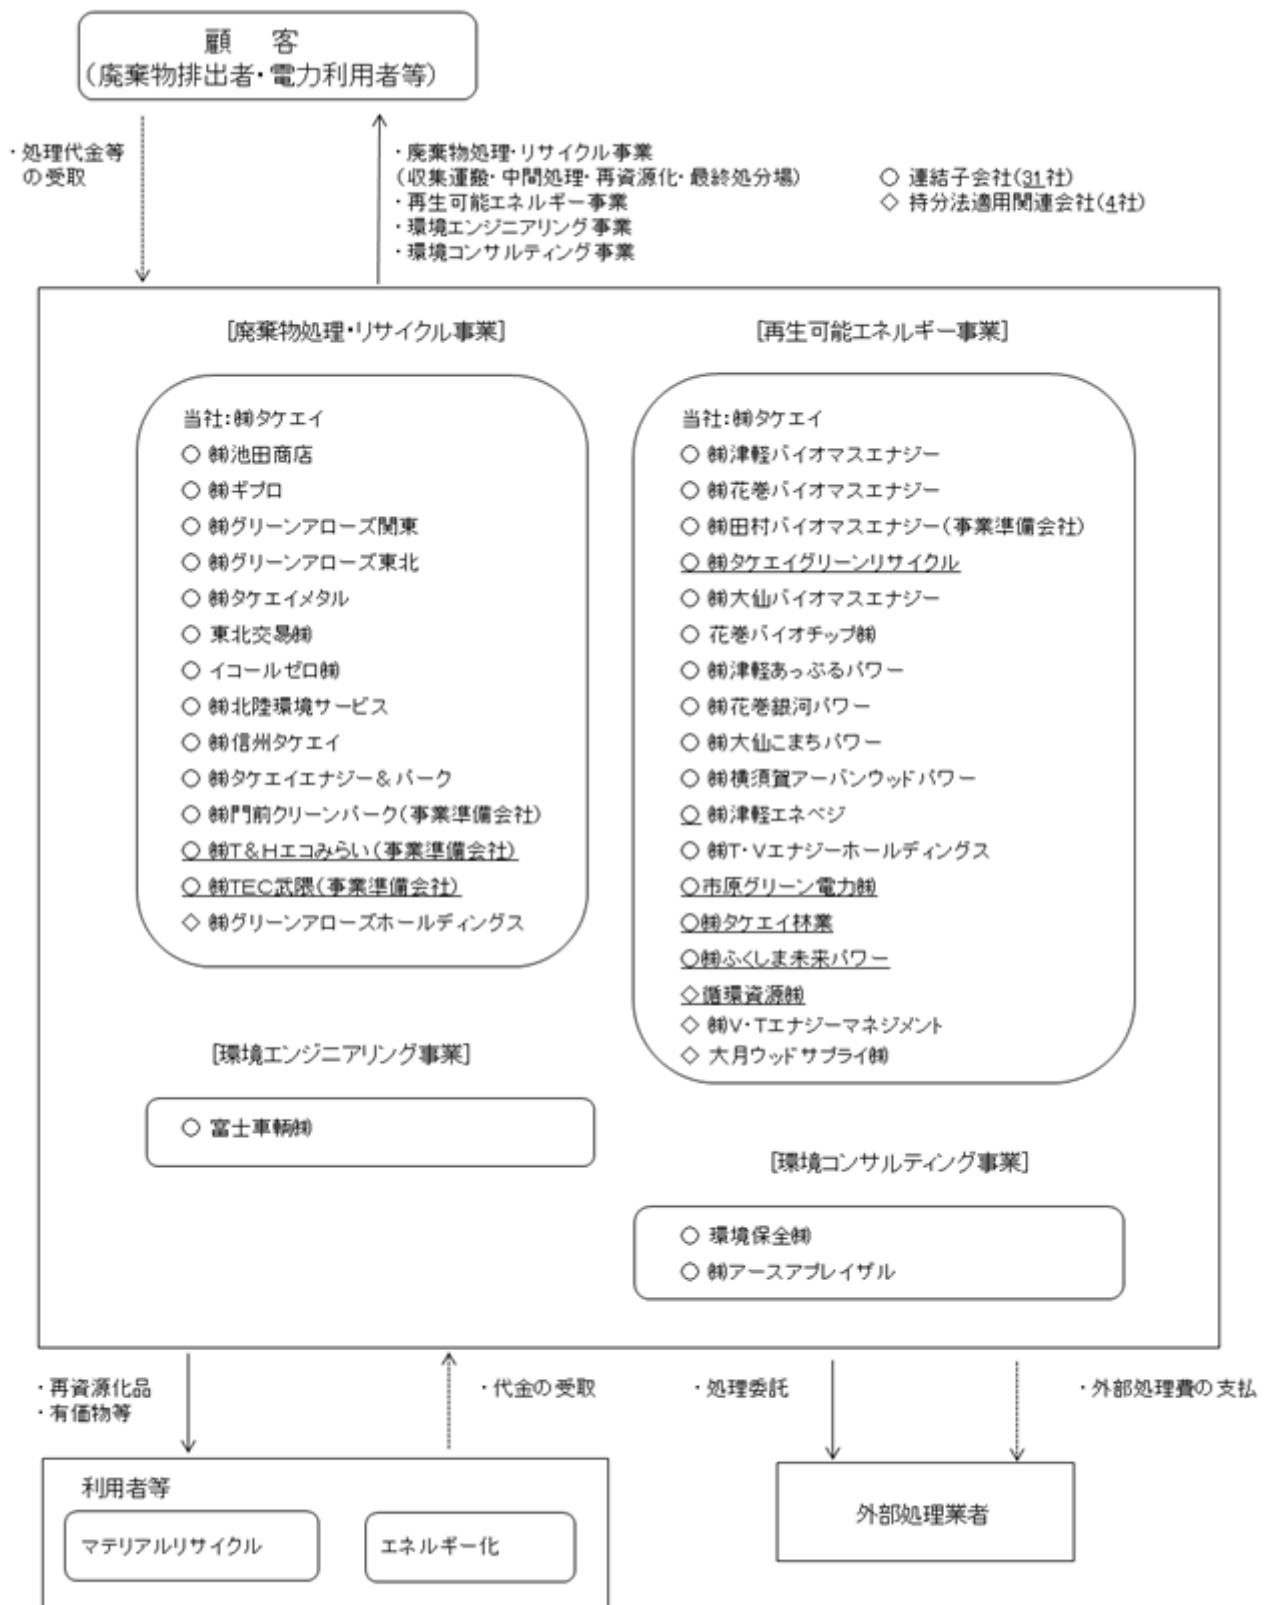 顧 客
(廃棄物排出者・電力利用者等)
・処理代金等
の受取
・廃棄物処理・リサイクル事業
(収集運搬・中間処理・再資源化・最終処分場)
・再生可能エネルギー事業
・環境エンジニアリング事業
・環境コンサルティング事業
○ 連結子会社(31社)
◇ 持分法適用関連会社(4社)
[廃棄物処理・リサイクル事業]
当社:㈱タケエイ
○ ㈱池田商店
○ ㈱ギプロ
○ ㈱グリーンアローズ関東
○ ㈱グリーンアローズ東北
○ ㈱タケエイメタル
○ 東北交易㈱
○ イコールゼロ㈱
○ ㈱北陸環境サービス
○ ㈱信州タケエイ
○ ㈱タケエイエナジー&パーク
○ ㈱門前クリーンパーク(事業準備会社)
○ ㈱T&Hエコみらい(事業準備会社)
○ ㈱TEC武隈(事業準備会社)
◇ ㈱グリーンアローズホールディングス
[再生可能エネルギー事業]
当社:㈱タケエイ
○ ㈱津軽バイオマスエナジー
○ ㈱花巻バイオマスエナジー
○ ㈱田村バイオマスエナジー(事業準備会社)
○ ㈱タケエイグリーンリサイクル
○ ㈱大仙バイオマスエナジー
○ 花巻バイオチップ㈱
○ ㈱津軽あっぷるパワー
○ ㈱花巻銀河パワー
○ ㈱大仙こまちパワー
○ ㈱横須賀アーバンウッドパワー
○ ㈱津軽エネベジ
○ ㈱T・Vエナジーホールディングス
○市原グリーン電力㈱
○㈱タケエイ林業
○㈱ふくしま未来パワー
◇循環資源㈱
◇ ㈱V・Tエナジーマネジメント
◇ 大月ウッドサプライ㈱
[環境エンジニアリング事業]
○ 富士車輌㈱
[環境コンサルティング事業]
○ 環境保全㈱
○ ㈱アースアプレイザル
・再資源化品
・有価物等
・代金の受取
・処理委託
・外部処理費の支払
利用者等
マテリアルリサイクル
エネルギー化
外部処理業者